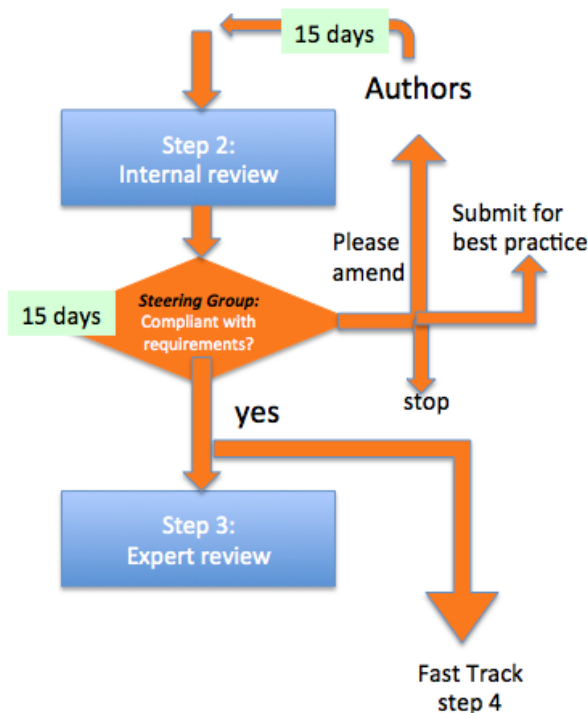 15 days
Authors
Step 2:
Internal review
Submit for
best practice
Please
amend
Steering Group:
Compliant with
requirements?
15 days
stop
yes
Step 3:
Expert review
Fast Track
step 4